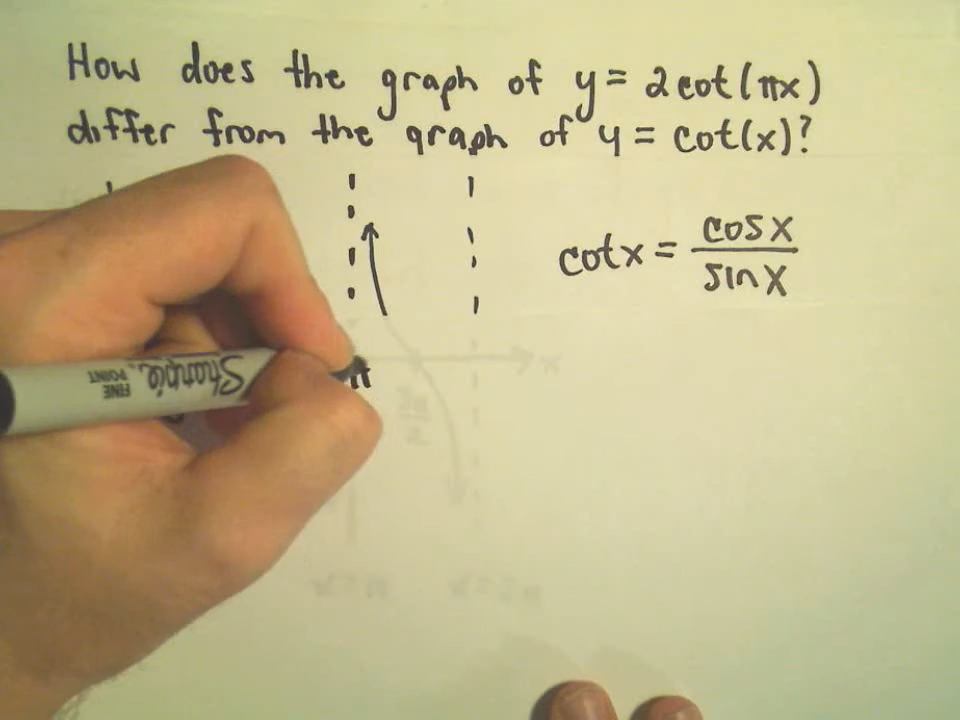 How does the graph of y = 2cot(πx)
differ from the graph of y = cot(x)?
cotx = cosx / sinx
π
Sharpie
FINE
POINT